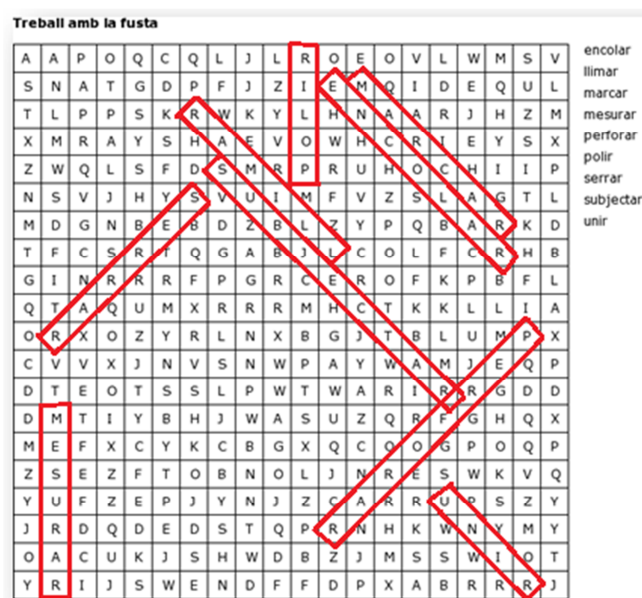 Treball amb la fusta
A A P O Q C Q L J L R O E O V L W M S V
S N A T G D P F J Z I E M Q I D E Q U L
T L P P S K R W K Y L H N A A R J H Z M
X M R A Y S H A E V O W H C R I E Y S X
Z W Q L S F D S M R P R U H O C H I I P
N S V J H Y S V U I M F V Z S L A G T L
M D G N B E B D Z B L Z Y P Q B A R K D
T F C S R T Q G A B J L C O L F C R H B
G I N R R R F P G R C E R O F K P B F L
Q T A Q U M X R R R M H C T K K L L I A
O R X O Z Y R L N X B G J T B L U M P X
C V V X J N V S N W P A Y W A M J E Q P
D T E O T S S L P W T W A R I R R G D D
D M T I Y B H J W A S U Z Q R F G H Q X
M E F X C Y K C B G X Q C O O G P O Q P
Z S E Z F T O B N O L J N R E S W K V Q
Y U F Z E P J Y N J Z C A R R U P S Z Y
J R D Q D E D S T Q P R N H K W N Y M Y
O A C U K J S H W D B Z J M S S W I O T
Y R I J S W E N D F F D P X A B R R R J
encolar
llimar
marcar
mesurar
perforar
polir
serrar
subjectar
unir